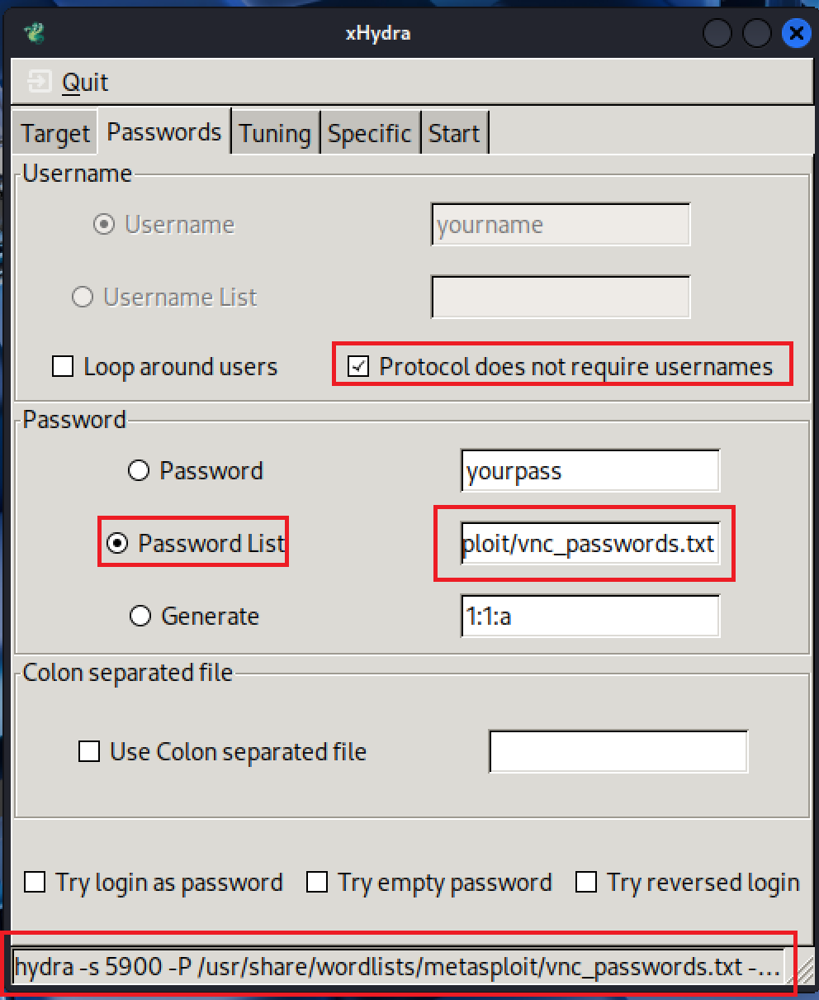 xHydra
Quit
Target Passwords Tuning Specific Start
Username
Username yourname
Username List
Loop around users Protocol does not require usernames
Password
Password yourpass
Password List ploit/vnc_passwords.txt
Generate 1:1:a
Colon separated file
Use Colon separated file
Try login as password Try empty password Try reversed login
hydra -s 5900 -P /usr/share/wordlists/metasploit/vnc_passwords.txt -...